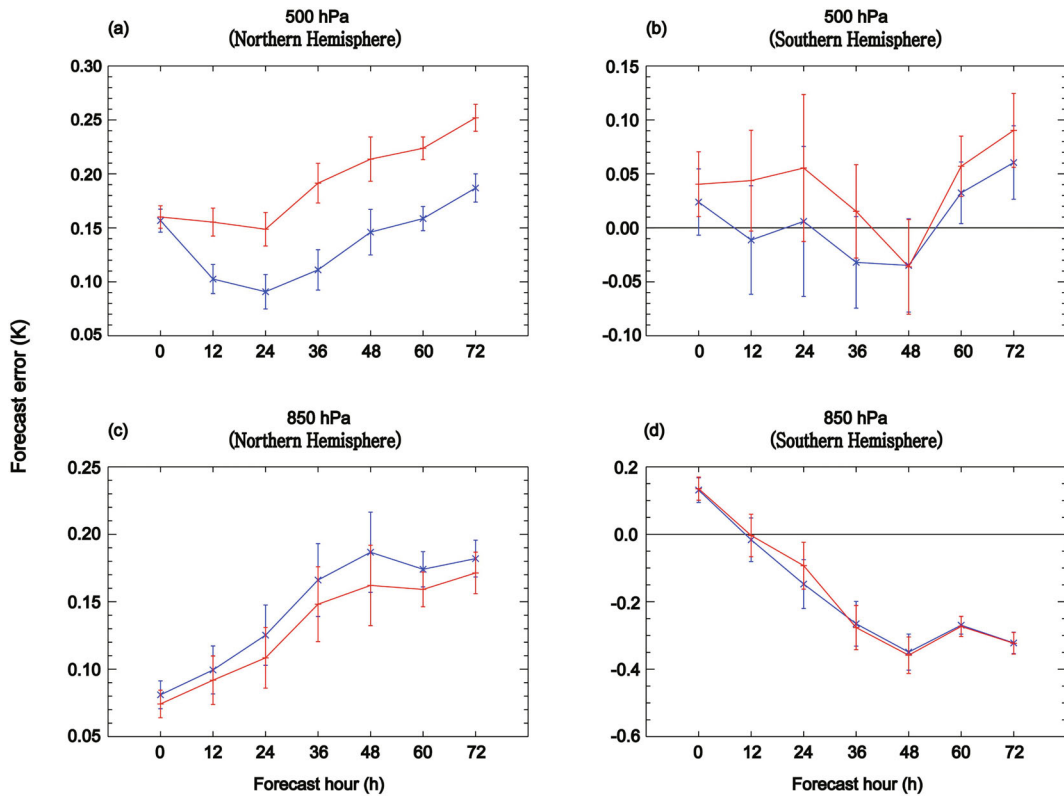 (a)
500 hPa
(Northern Hemisphere)
0.30
0.25
0.20
0.15
0.10
0.05
0 12 24 36 48 60 72
(b)
500 hPa
(Southern Hemisphere)
0.15
0.10
0.05
0.00
-0.05
-0.10
0 12 24 36 48 60 72
Forecast error (K)
(c)
850 hPa
(Northern Hemisphere)
0.25
0.20
0.15
0.10
0.05
0 12 24 36 48 60 72
Forecast hour (h)
(d)
850 hPa
(Southern Hemisphere)
0.2
0.0
-0.2
-0.4
-0.6
0 12 24 36 48 60 72
Forecast hour (h)